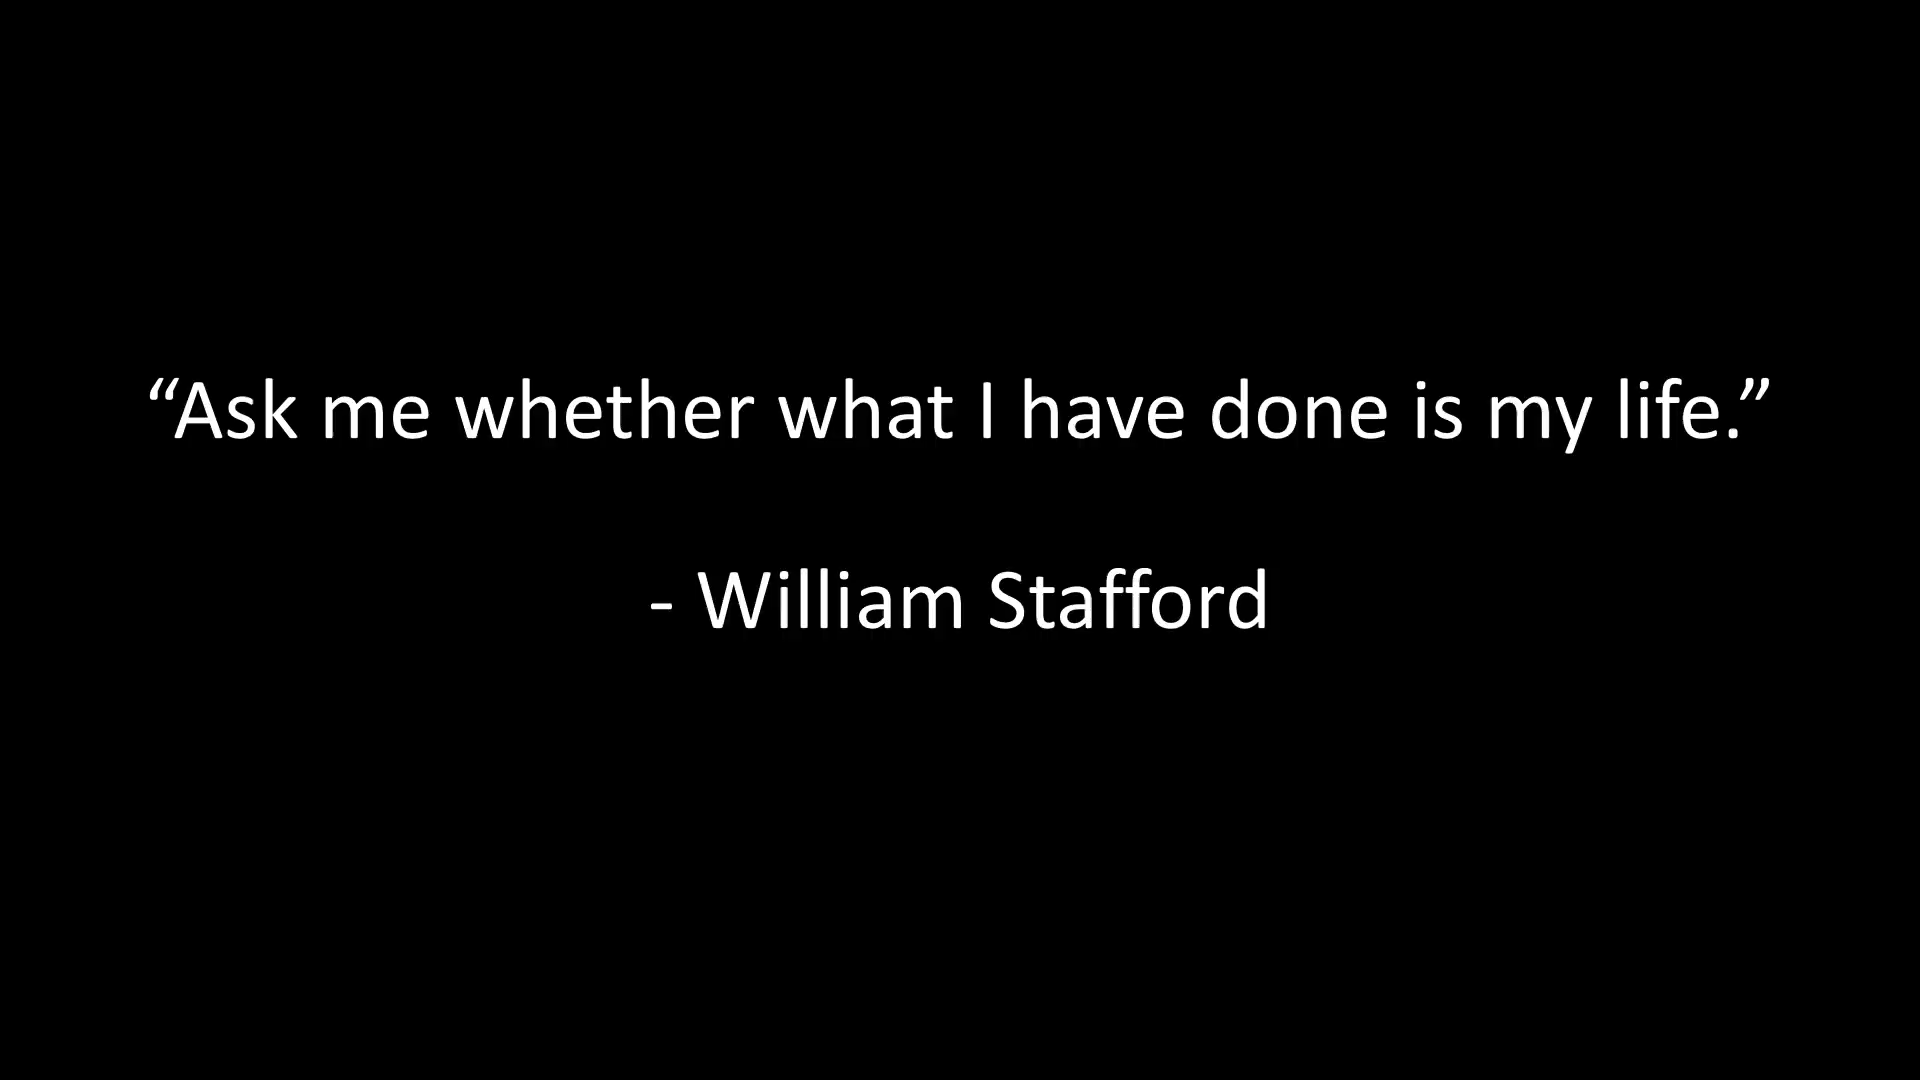 “Ask me whether what I have done is my life.”
- William Stafford